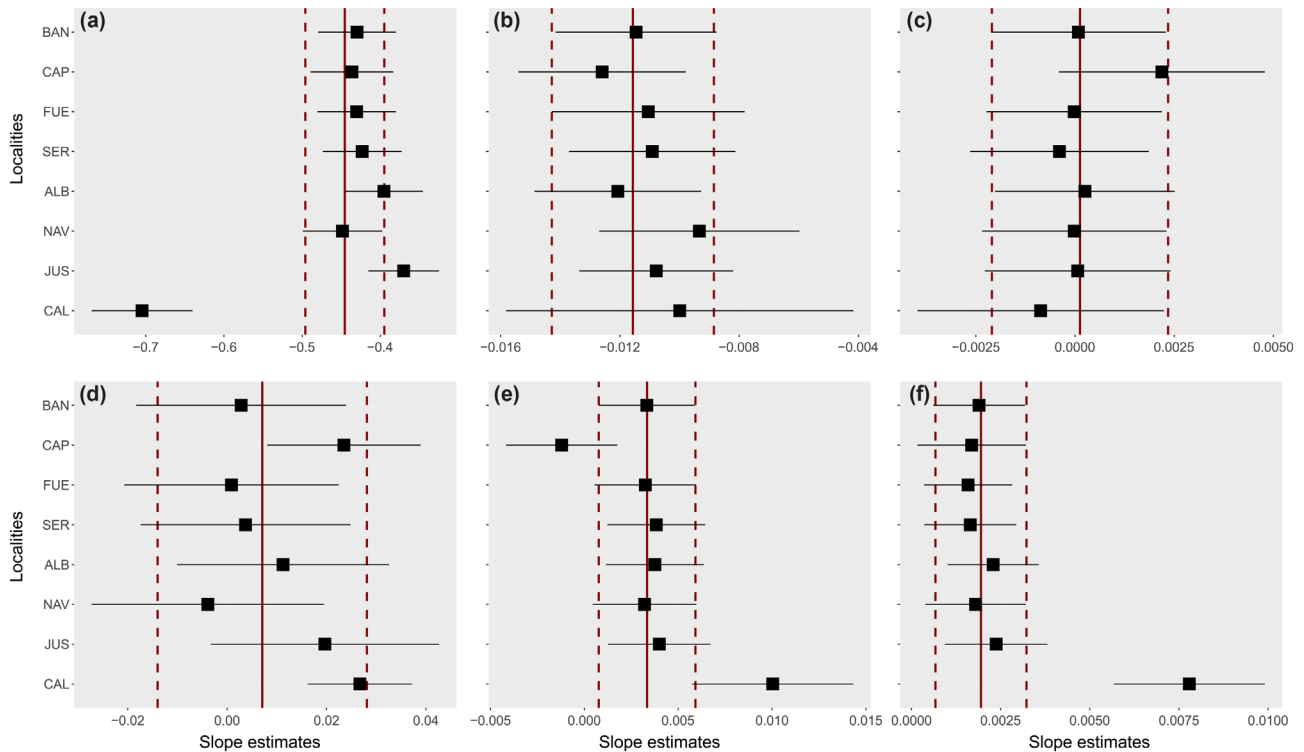 (a)
(b)
(c)
Localities
BAN
CAP
FUE
SER
ALB
NAV
JUS
CAL
−0.7 −0.6 −0.5 −0.4
−0.016 −0.012 −0.008 −0.004
−0.0025 0.0000 0.0025 0.0050
(d)
(e)
(f)
Localities
BAN
CAP
FUE
SER
ALB
NAV
JUS
CAL
−0.02 0.00 0.02 0.04
−0.005 0.000 0.005 0.010 0.015
0.0000 0.0025 0.0050 0.0075 0.0100
Slope estimates
Slope estimates
Slope estimates